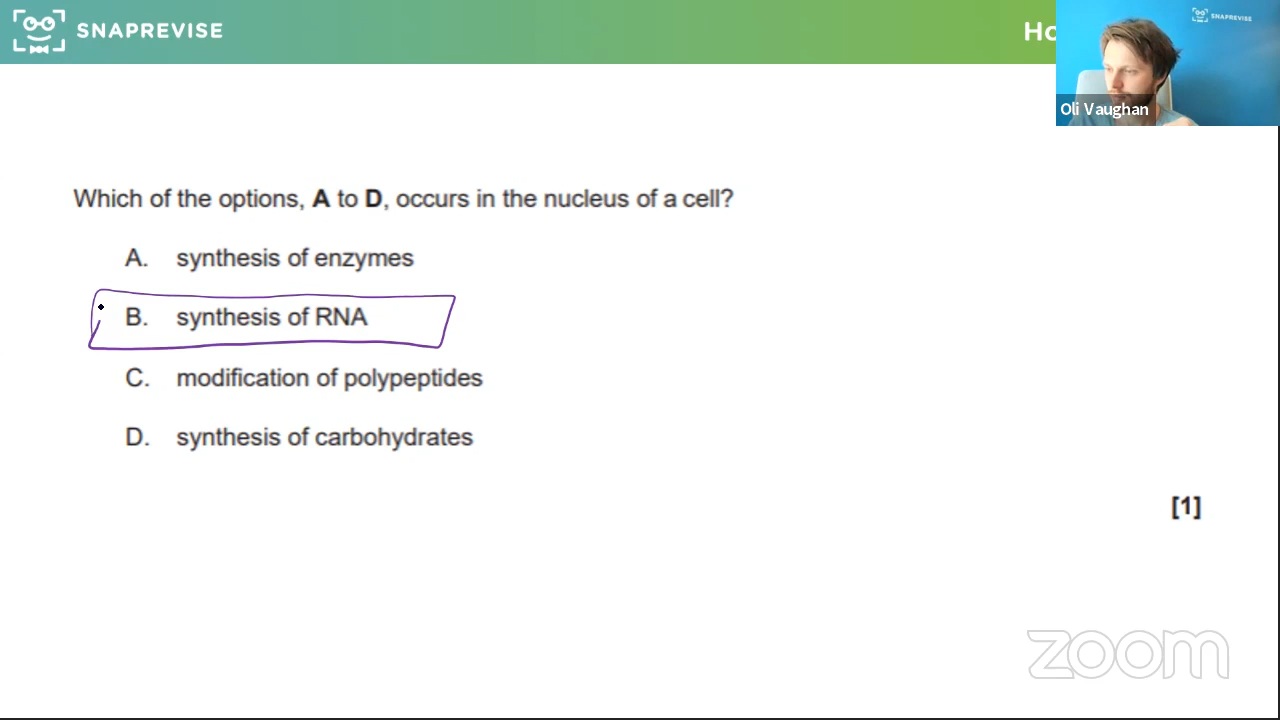 SNAPREVISE
Ho
SNAPREVISE
Oli Vaughan
Which of the options, A to D, occurs in the nucleus of a cell?
A. synthesis of enzymes
B. synthesis of RNA
C. modification of polypeptides
D. synthesis of carbohydrates
[1]
zoom